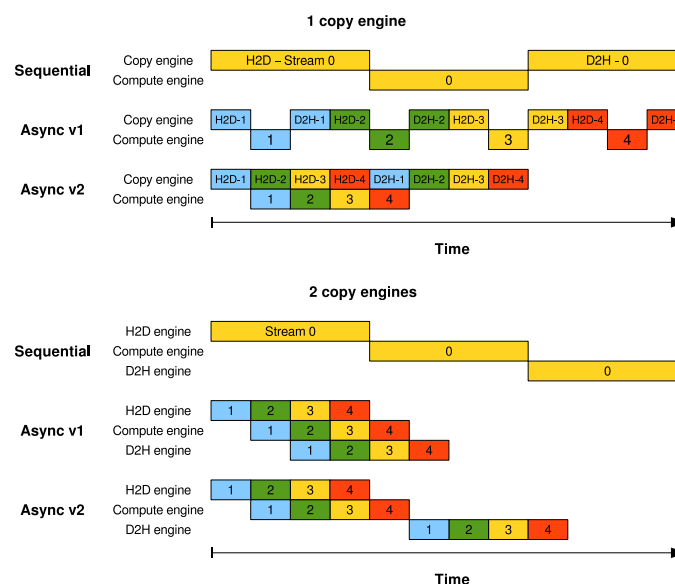 1 copy engine
Copy engine H2D – Stream 0 D2H - 0
Sequential
Compute engine 0
Copy engine H2D-1 D2H-1 H2D-2 D2H-2 H2D-3 D2H-3 H2D-4 D2H-
Async v1
Compute engine 1 2 3 4
Copy engine H2D-1 H2D-2 H2D-3 H2D-4 D2H-1 D2H-2 D2H-3 D2H-4
Async v2
Compute engine 1 2 3 4
Time
2 copy engines
H2D engine Stream 0
Sequential Compute engine 0
D2H engine 0
H2D engine 1 2 3 4
Async v1 Compute engine 1 2 3 4
D2H engine 1 2 3 4
H2D engine 1 2 3 4
Async v2 Compute engine 1 2 3 4
D2H engine 1 2 3 4
Time